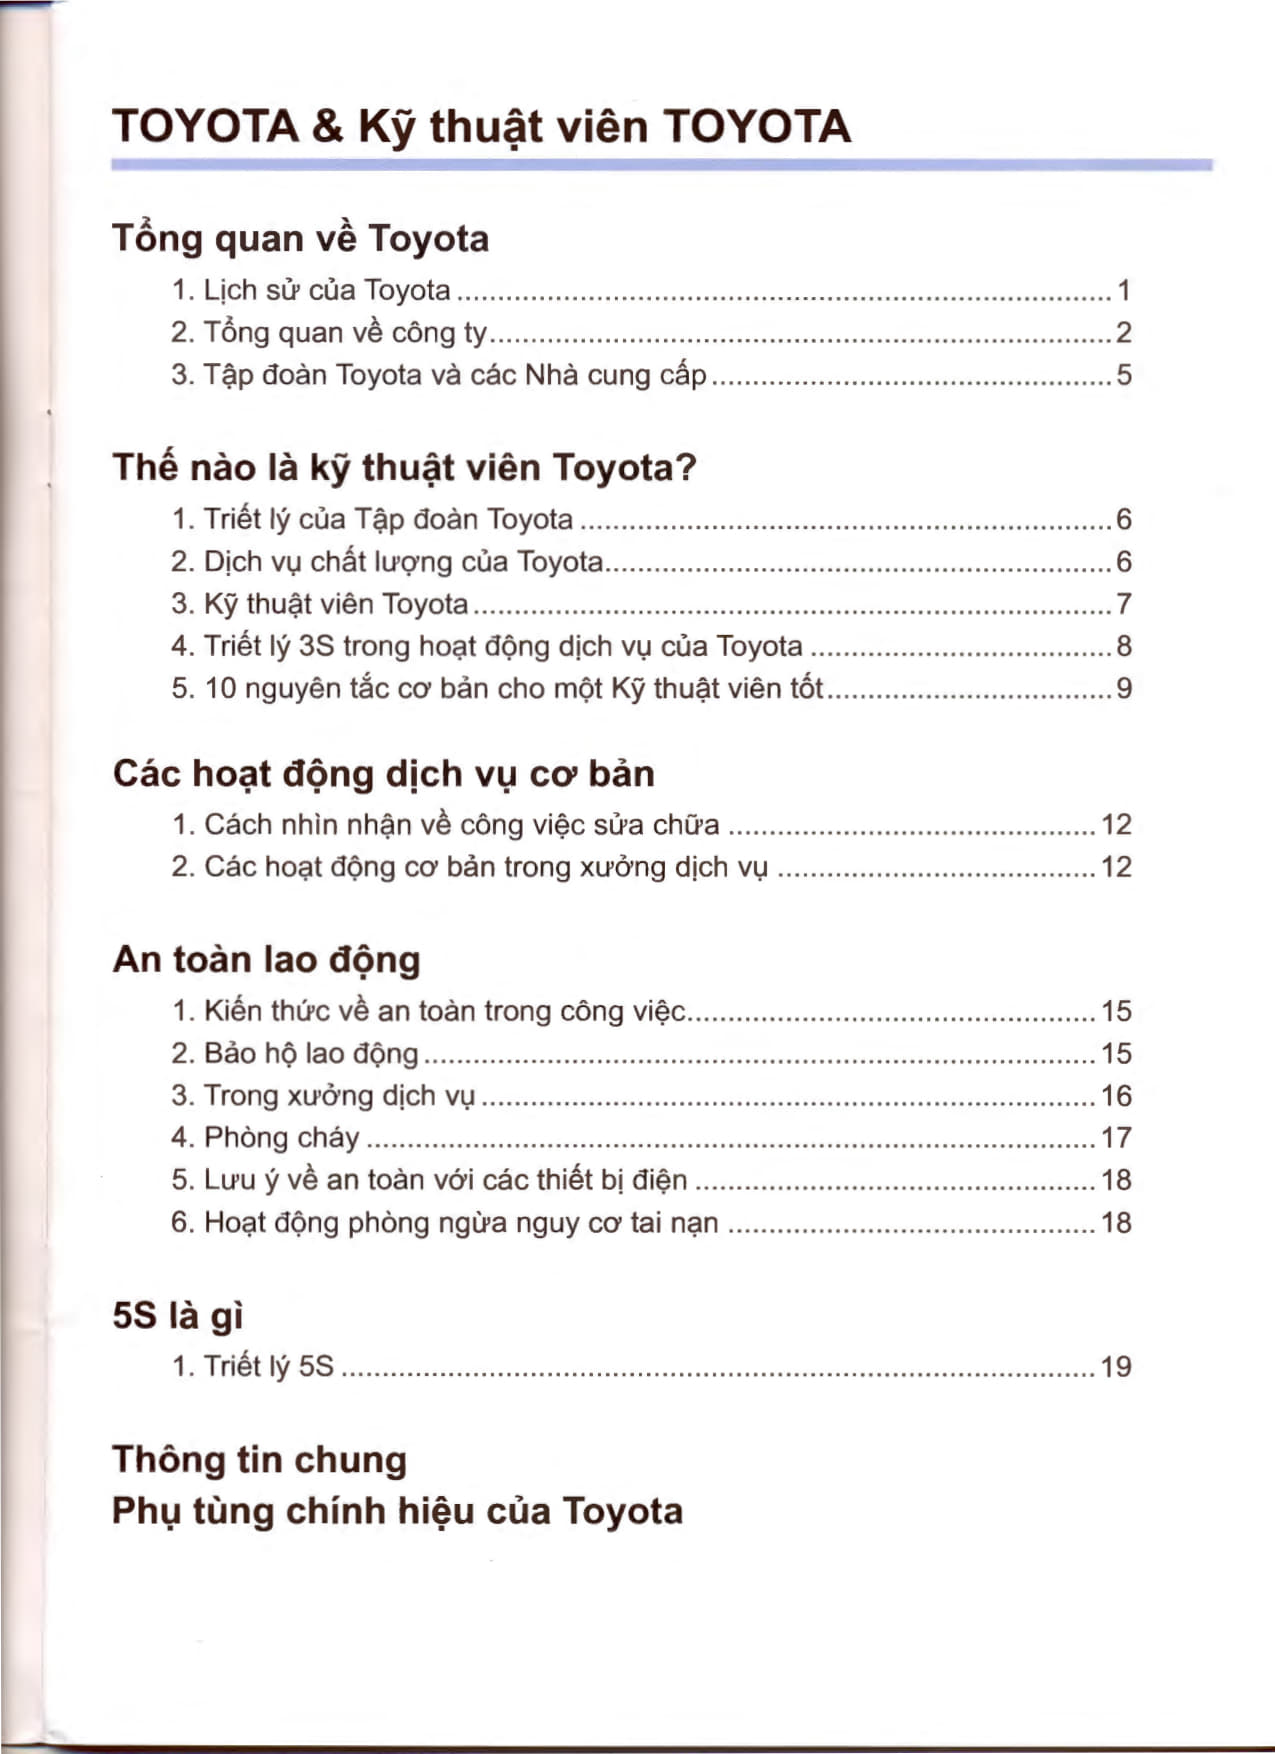 TOYOTA & Kỹ thuật viên TOYOTA
Tổng quan về Toyota
1. Lịch sử của Toyota ........ 1
2. Tổng quan về công ty ........ 2
3. Tập đoàn Toyota và các Nhà cung cấp ........ 5
Thế nào là kỹ thuật viên Toyota?
1. Triết lý của Tập đoàn Toyota ........ 6
2. Dịch vụ chất lượng của Toyota ........ 6
3. Kỹ thuật viên Toyota ........ 7
4. Triết lý 3S trong hoạt động dịch vụ của Toyota ........ 8
5. 10 nguyên tắc cơ bản cho một Kỹ thuật viên tốt ........ 9
Các hoạt động dịch vụ cơ bản
1. Cách nhìn nhận về công việc sửa chữa ........ 12
2. Các hoạt động cơ bản trong xưởng dịch vụ ........ 12
An toàn lao động
1. Kiến thức về an toàn trong công việc ........ 15
2. Bảo hộ lao động ........ 15
3. Trong xưởng dịch vụ ........ 16
4. Phòng cháy ........ 17
5. Lưu ý về an toàn với các thiết bị điện ........ 18
6. Hoạt động phòng ngừa nguy cơ tai nạn ........ 18
5S là gì
1. Triết lý 5S ........ 19
Thông tin chung
Phụ tùng chính hiệu của Toyota